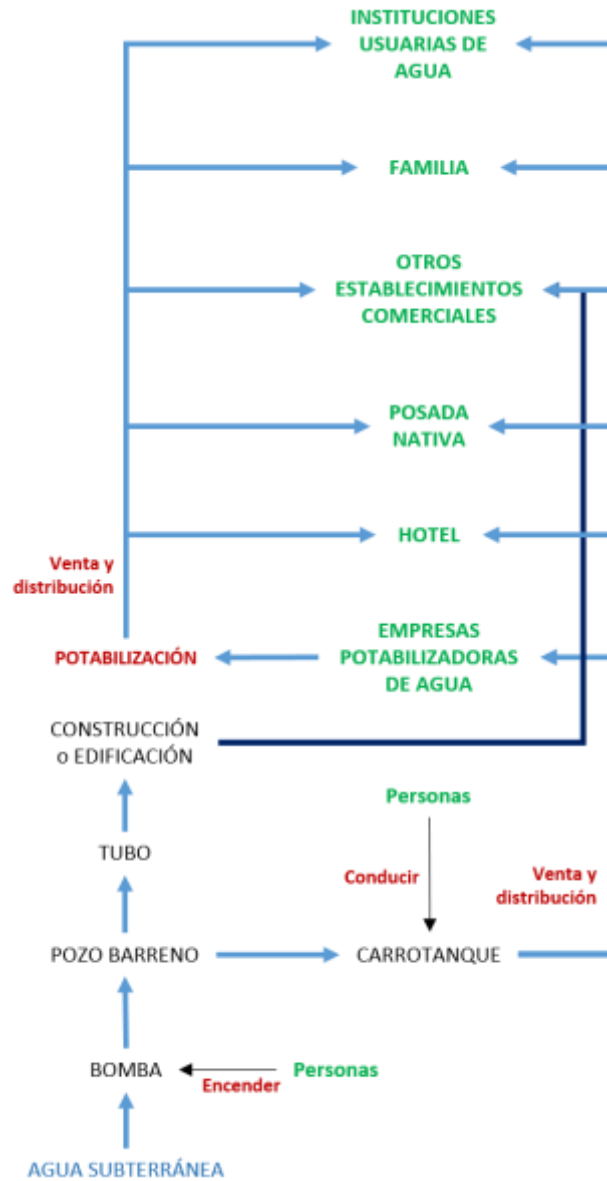 INSTITUCIONES
USUARIAS DE
AGUA
FAMILIA
OTROS
ESTABLECIMIENTOS
COMERCIALES
POSADA
NATIVA
HOTEL
Venta y
distribución
POTABILIZACIÓN
EMPRESAS
POTABILIZADORAS
DE AGUA
CONSTRUCCIÓN
o EDIFICACIÓN
Personas
TUBO
Conducir
Venta y
distribución
POZO BARRENO
CARROTANQUE
BOMBA
Encender
Personas
AGUA SUBTERRÁNEA